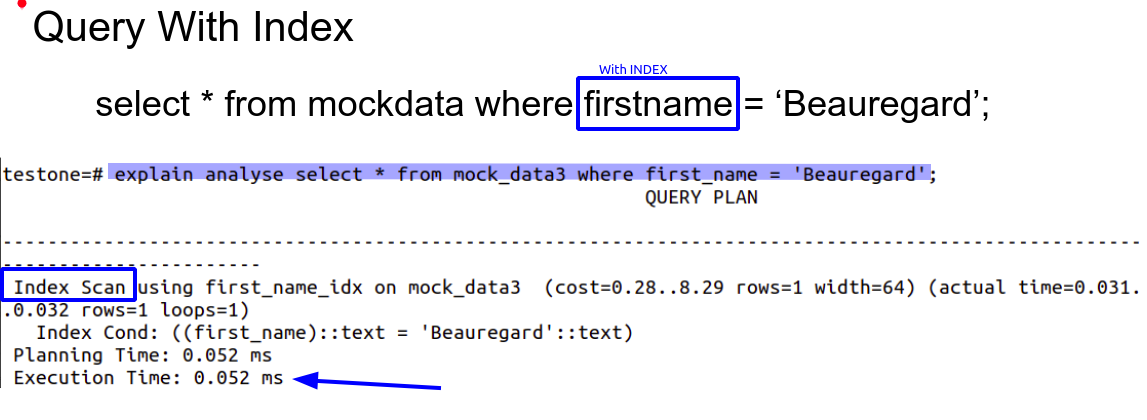 Query With Index
With INDEX
select * from mockdata where firstname = ‘Beauregard’;
testone=# explain analyse select * from mock_data3 where first_name = 'Beauregard';
QUERY PLAN
-----------------------------------------------------------------------------------------------------
-----------------------
Index Scan using first_name_idx on mock_data3  (cost=0.28..8.29 rows=1 width=64) (actual time=0.031.
.0.032 rows=1 loops=1)
Index Cond: ((first_name)::text = 'Beauregard'::text)
Planning Time: 0.052 ms
Execution Time: 0.052 ms